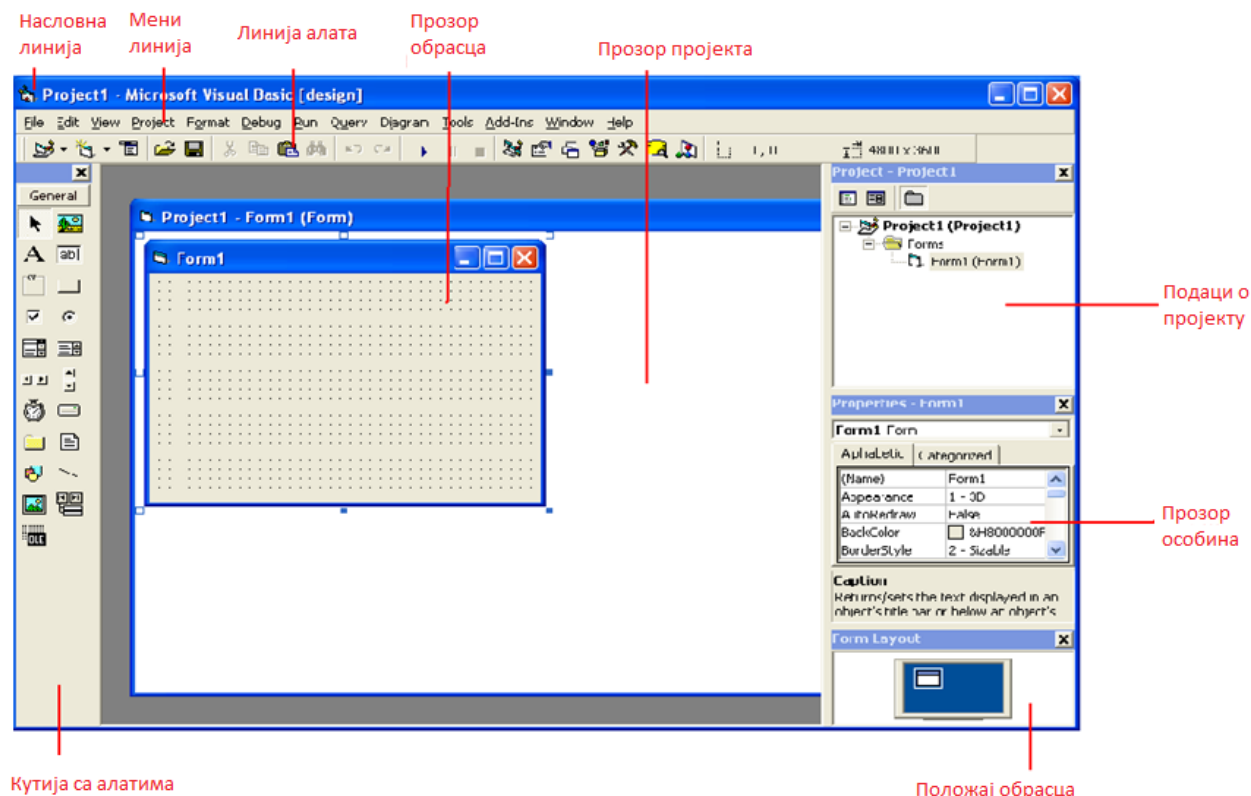 Насловна
линија
Мени
линија
Линија алата
Прозор
обрасца
Прозор пројекта
Project1 - Microsoft Visual Basic [design]
File Edit View Project Format Debug Run Query Diagram Tools Add-Ins Window Help
General
Project1 - Form1 (Form)
Form1
Project - Project1
Project1 (Project1)
Forms
Form1 (Form1)
Подаци о
пројекту
Properties - Form1
Form1 Form
Alphabetic Categorized
(Name) Form1
Appearance 1 - 3D
AutoRedraw False
BackColor &H8000000F
BorderStyle 2 - Sizable
Прозор
особина
Caption
Returns/sets the text displayed in an
object's title bar or below an object's
Form Layout
OLE
Кутија са алатима
Положај обрасца